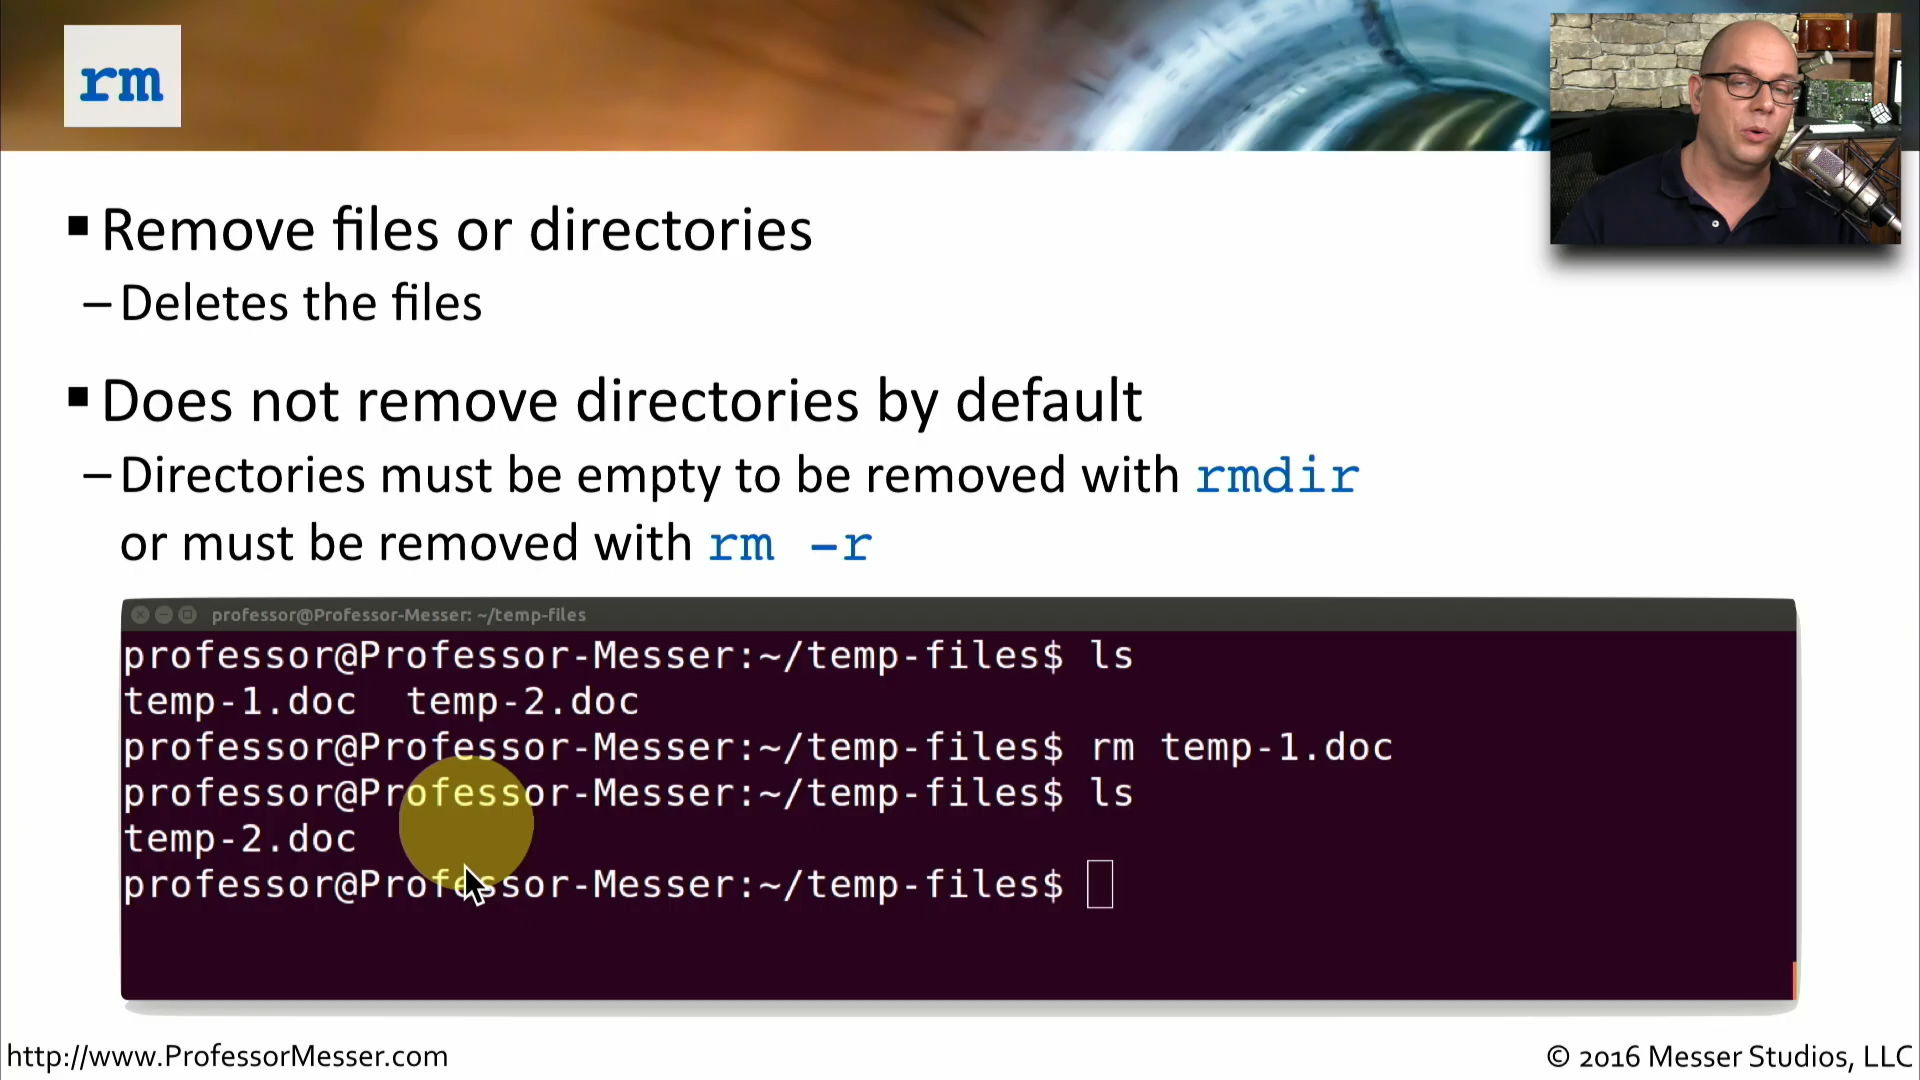 rm
▪ Remove files or directories
– Deletes the files
▪ Does not remove directories by default
– Directories must be empty to be removed with rmdir
or must be removed with rm -r
professor@Professor-Messer: ~/temp-files
professor@Professor-Messer:~/temp-files$ ls
temp-1.doc  temp-2.doc
professor@Professor-Messer:~/temp-files$ rm temp-1.doc
professor@Professor-Messer:~/temp-files$ ls
temp-2.doc
professor@Professor-Messer:~/temp-files$
http://www.ProfessorMesser.com
© 2016 Messer Studios, LLC